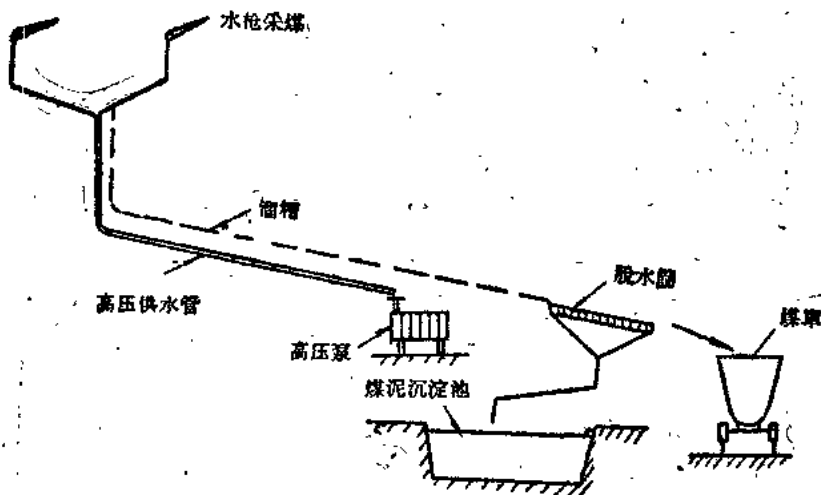 水枪采煤
溜槽
脱水筛
高压供水管
煤车
高压泵
煤泥沉淀池